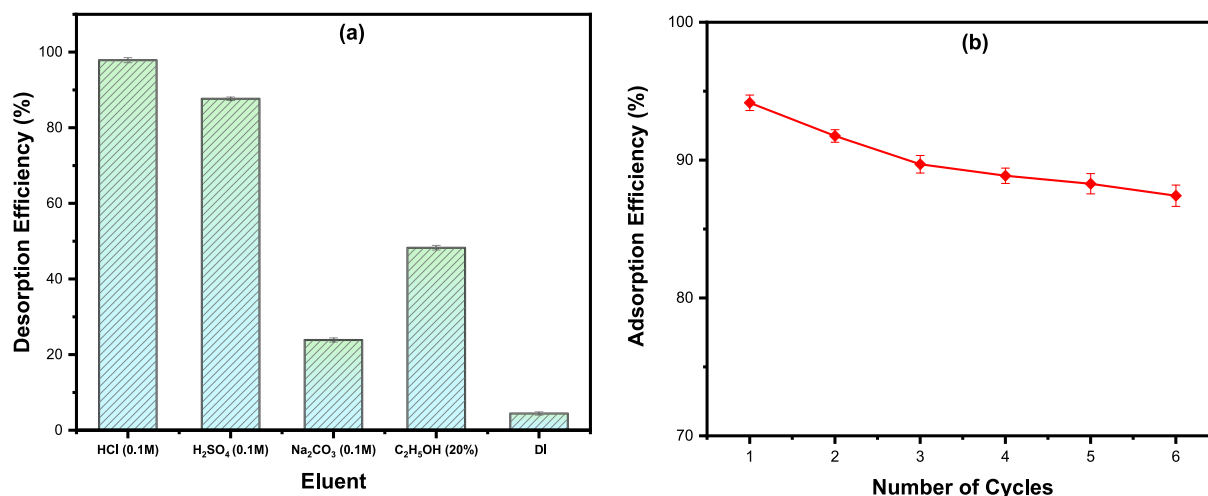 (a)
Desorption Efficiency (%)
100
80
60
40
20
0
HCl (0.1M) H₂SO₄ (0.1M) Na₂CO₃ (0.1M) C₂H₅OH (20%) DI
Eluent
(b)
Adsorption Efficiency (%)
100
90
80
70
1 2 3 4 5 6
Number of Cycles